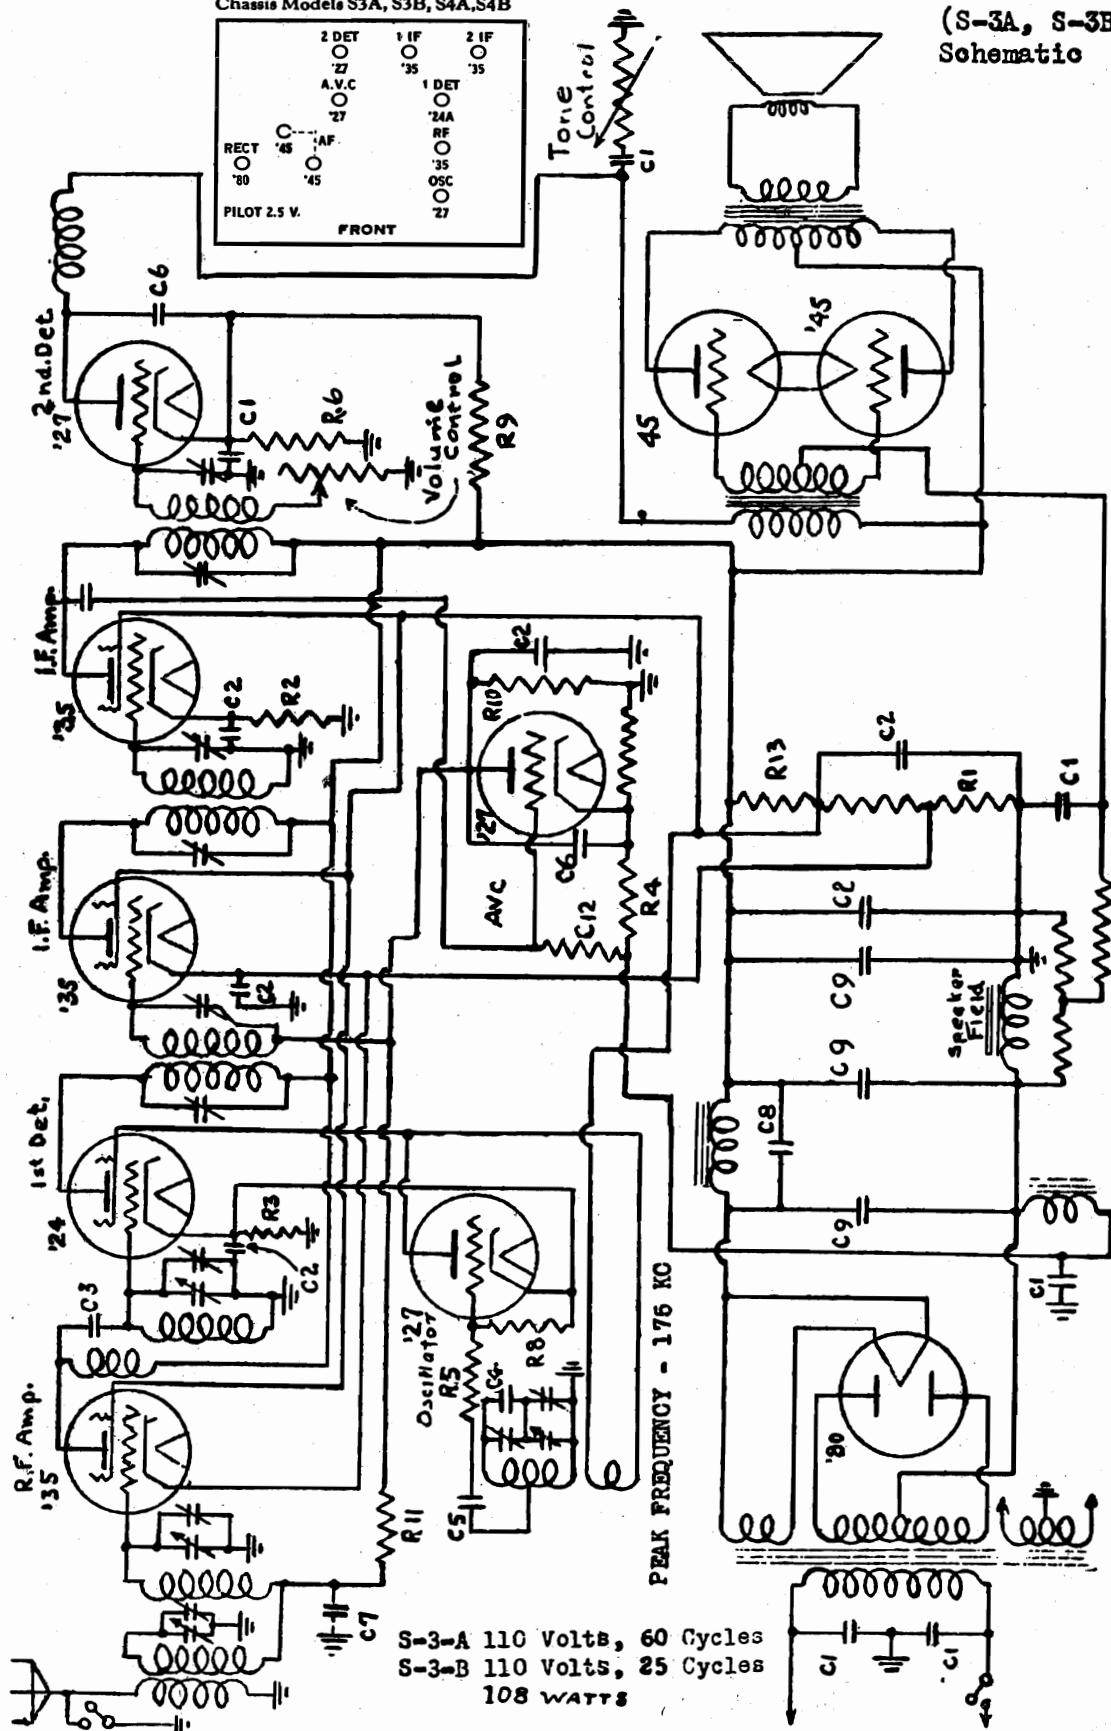 Chassis Models S3A, S3B, S4A,S4B
(S-3A, S-3B
Schematic
2 DET
'27
1 IF
'35
2 IF
'35
A.V.C
'27
1 DET
'24A
'45
AF
RF
'35
RECT
'80
'45
OSC
'27
PILOT 2.5 V.
FRONT
Tone
Control
C1
C6
2nd.Det.
'27
C1
R6
Volume
Control
R9
'45
45
I.F. Amp.
'35
C2
R2
C2
R10
'27
C6
AVC
C12
R4
R13
C2
R1
C1
I.F. Amp.
'35
C2
C2
C9
C9
Speaker
Field
1st Det.
'24
R3
C2
C8
C9
C1
C3
R.F. Amp.
'35
'27
Oscillator
R5
R8
C4
C5
R11
C7
PEAK FREQUENCY - 175 KC
'80
C1
C1
S-3-A 110 Volts, 60 Cycles
S-3-B 110 Volts, 25 Cycles
108 WATTS